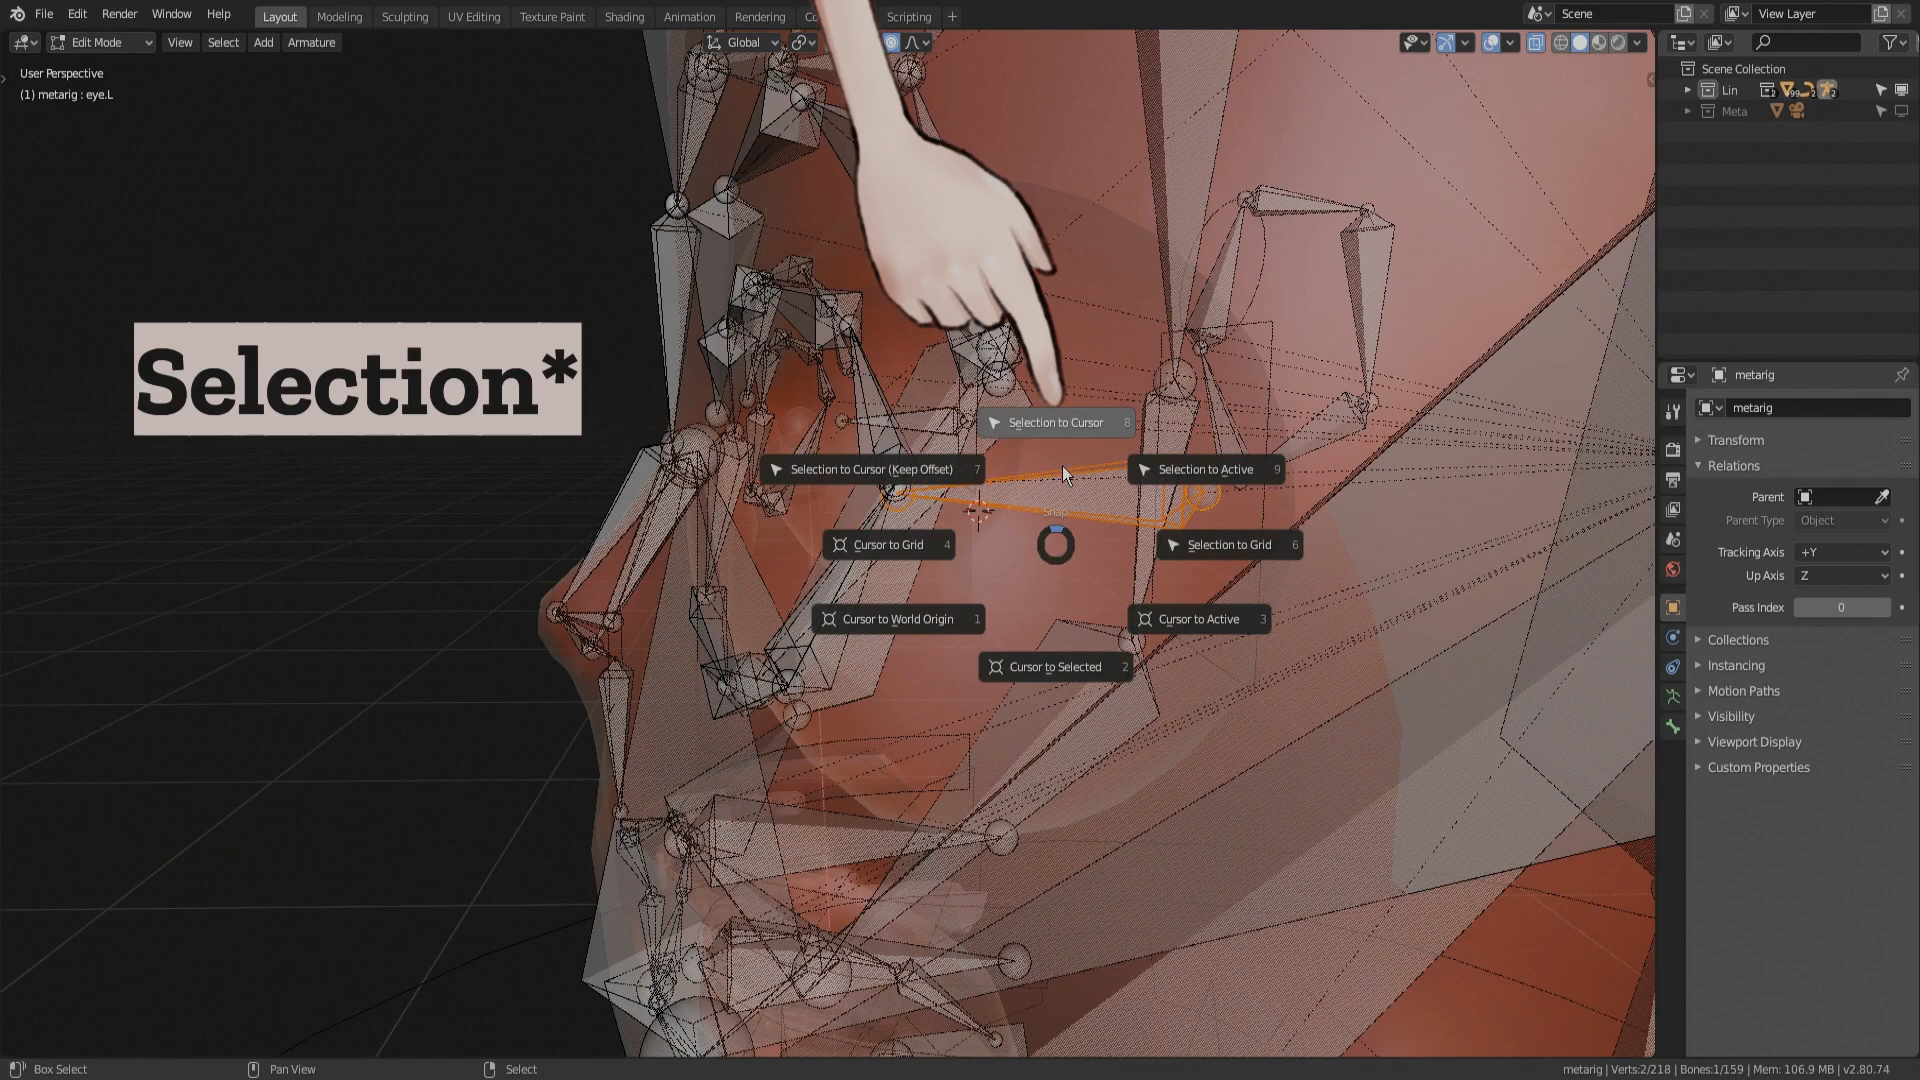 File Edit Render Window Help
Layout Modeling Sculpting UV Editing Texture Paint Shading Animation Rendering Scripting +
Scene
View Layer
Edit Mode View Select Add Armature
Global
User Perspective
(1) metarig : eye.L
Selection*
Selection to Cursor 8
Selection to Cursor (Keep Offset) 7
Selection to Active 9
Snap
Cursor to Grid 4
Selection to Grid 6
Cursor to World Origin 1
Cursor to Active 3
Cursor to Selected 2
Scene Collection
Lin 2 99 2 2
Meta
metarig
metarig
Transform
Relations
Parent
Parent Type Object
Tracking Axis +Y
Up Axis Z
Pass Index 0
Collections
Instancing
Motion Paths
Visibility
Viewport Display
Custom Properties
Box Select
Pan View
Select
metarig | Verts:2/218 | Bones:1/159 | Mem: 106.9 MB | v2.80.74